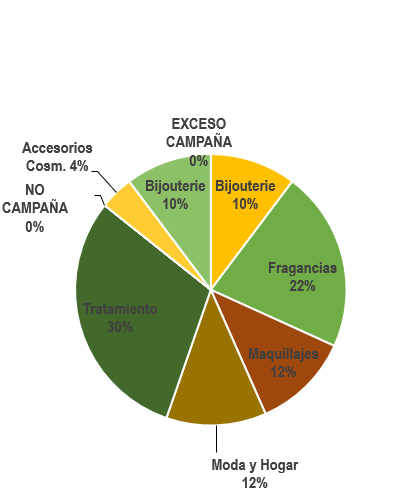 EXCESO
CAMPAÑA
0%
Accesorios
Cosm. 4%
NO
CAMPAÑA
0%
Bijouterie
10%
Bijouterie
10%
Fragancias
22%
Tratamiento
30%
Maquillajes
12%
Moda y Hogar
12%